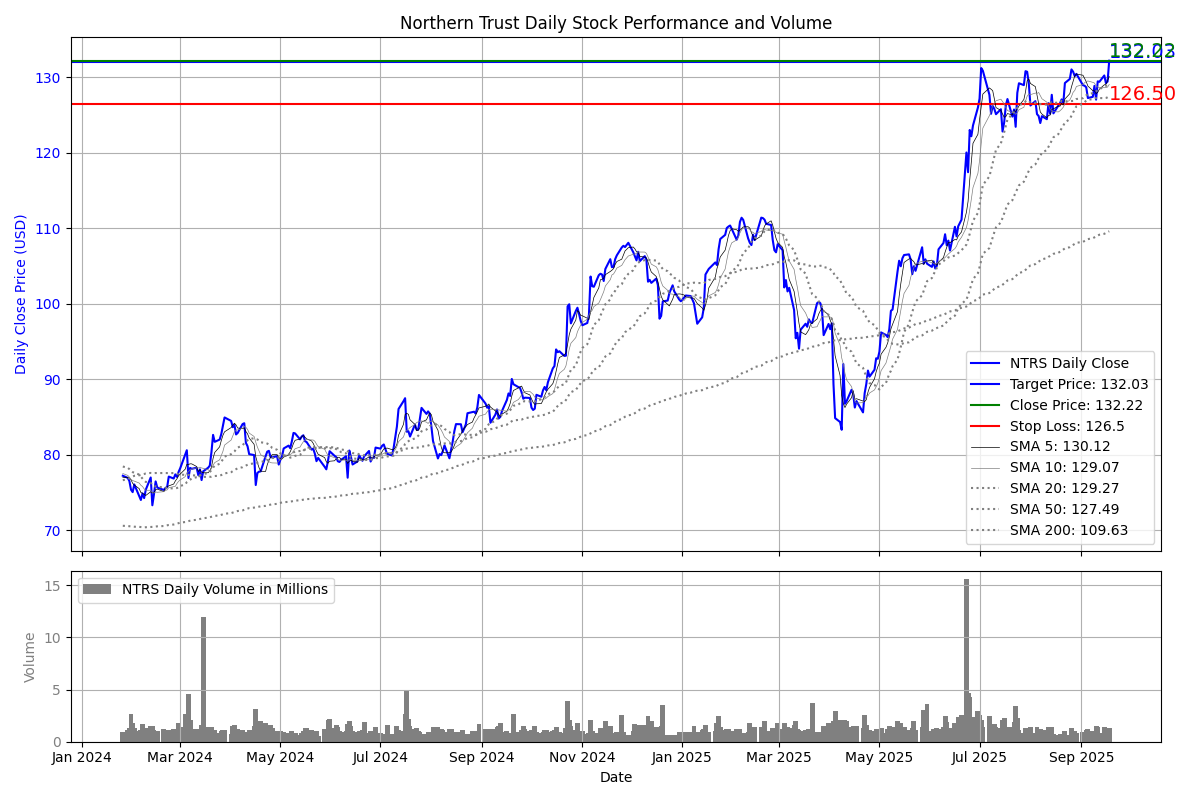 Northern Trust Daily Stock Performance and Volume
132.03
132.22
126.50
Daily Close Price (USD)
130
120
110
100
90
80
70
NTRS Daily Close
Target Price: 132.03
Close Price: 132.22
Stop Loss: 126.5
SMA 5: 130.12
SMA 10: 129.07
SMA 20: 129.27
SMA 50: 127.49
SMA 200: 109.63
NTRS Daily Volume in Millions
Volume
15
10
5
0
Jan 2024 Mar 2024 May 2024 Jul 2024 Sep 2024 Nov 2024 Jan 2025 Mar 2025 May 2025 Jul 2025 Sep 2025
Date